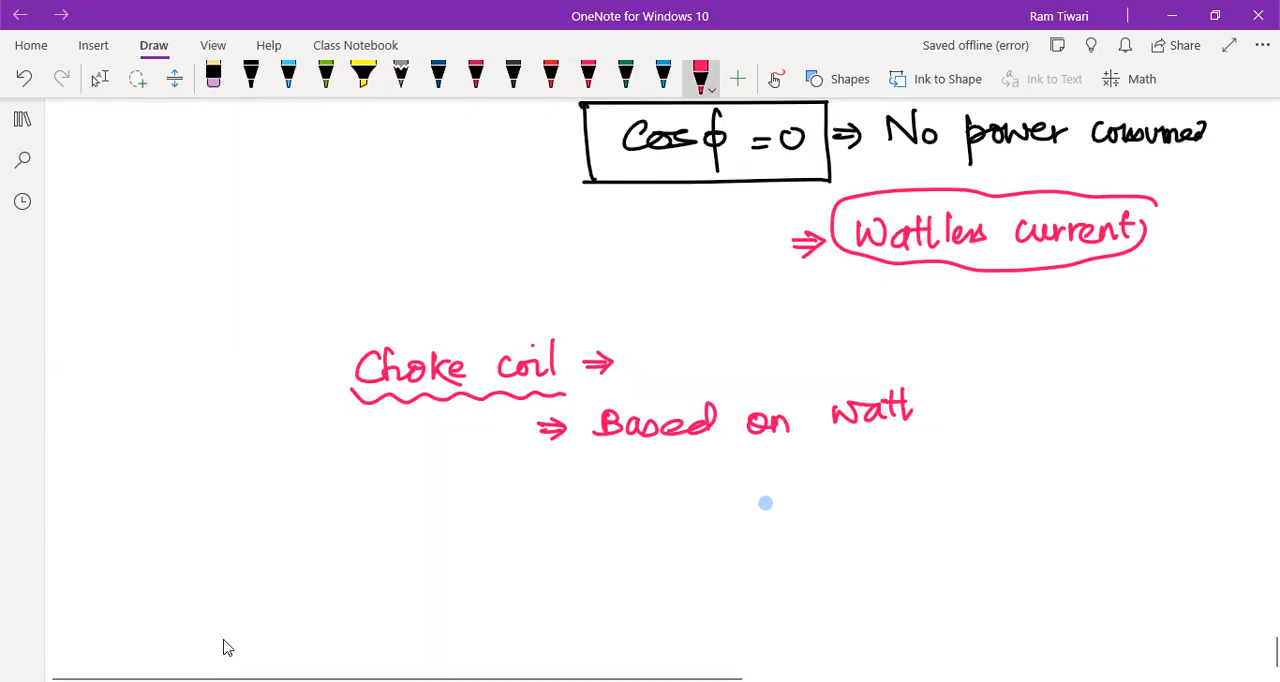 OneNote for Windows 10
Ram Tiwari
Home Insert Draw View Help Class Notebook
Saved offline (error) Share
Shapes Ink to Shape Ink to Text Math
Cosφ = 0 ⇒ No power consumed
⇒ Wattless current
Choke coil ⇒
⇒ Based on Watt